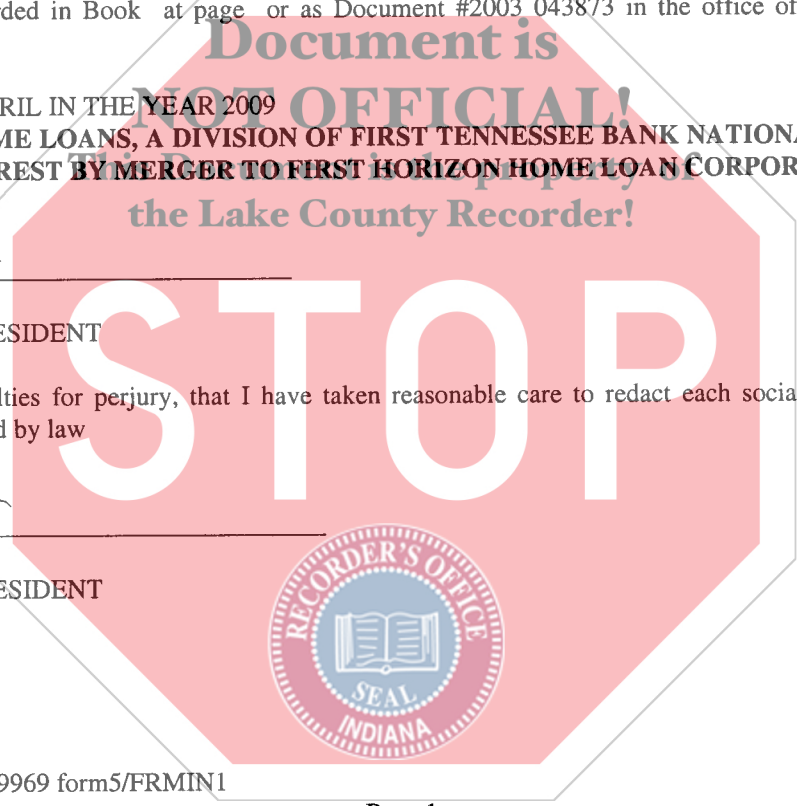 ded in Book at page or as Document #2003 043873 in the office of
Document is
NOT OFFICIAL!
RIL IN THE YEAR 2009
ME LOANS, A DIVISION OF FIRST TENNESSEE BANK NATIONA
REST BY MERGER TO FIRST HORIZON HOME LOAN CORPOR
This Document is the property of
the Lake County Recorder!
STOP
ESIDENT
lties for perjury, that I have taken reasonable care to redact each socia
d by law
RECORDER'S OFFICE
SEAL
INDIANA
ESIDENT
9969 form5/FRMIN1